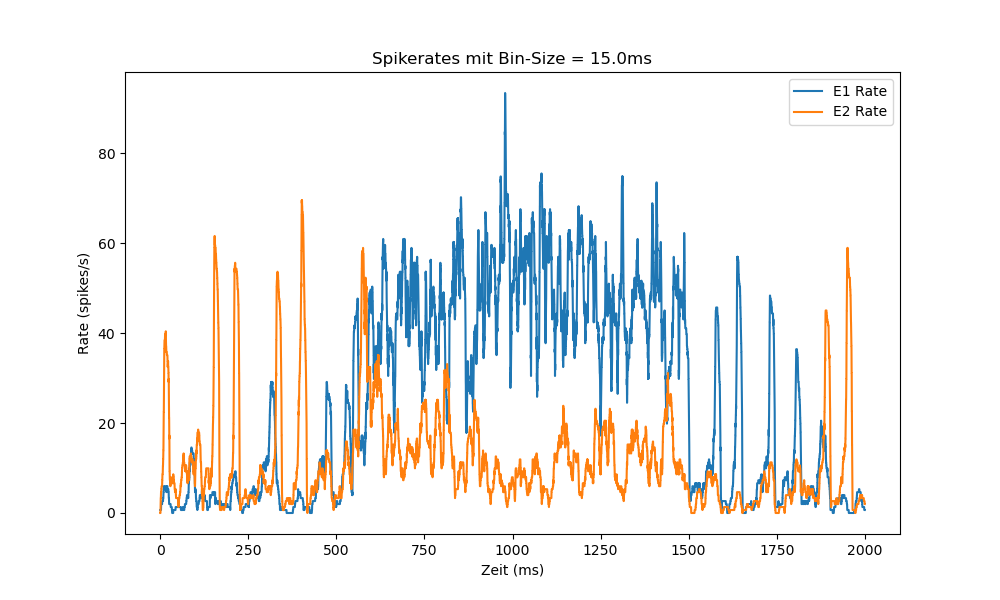 Spikerates mit Bin-Size = 15.0ms
E1 Rate
E2 Rate
Rate (spikes/s)
80
60
40
20
0
0 250 500 750 1000 1250 1500 1750 2000
Zeit (ms)